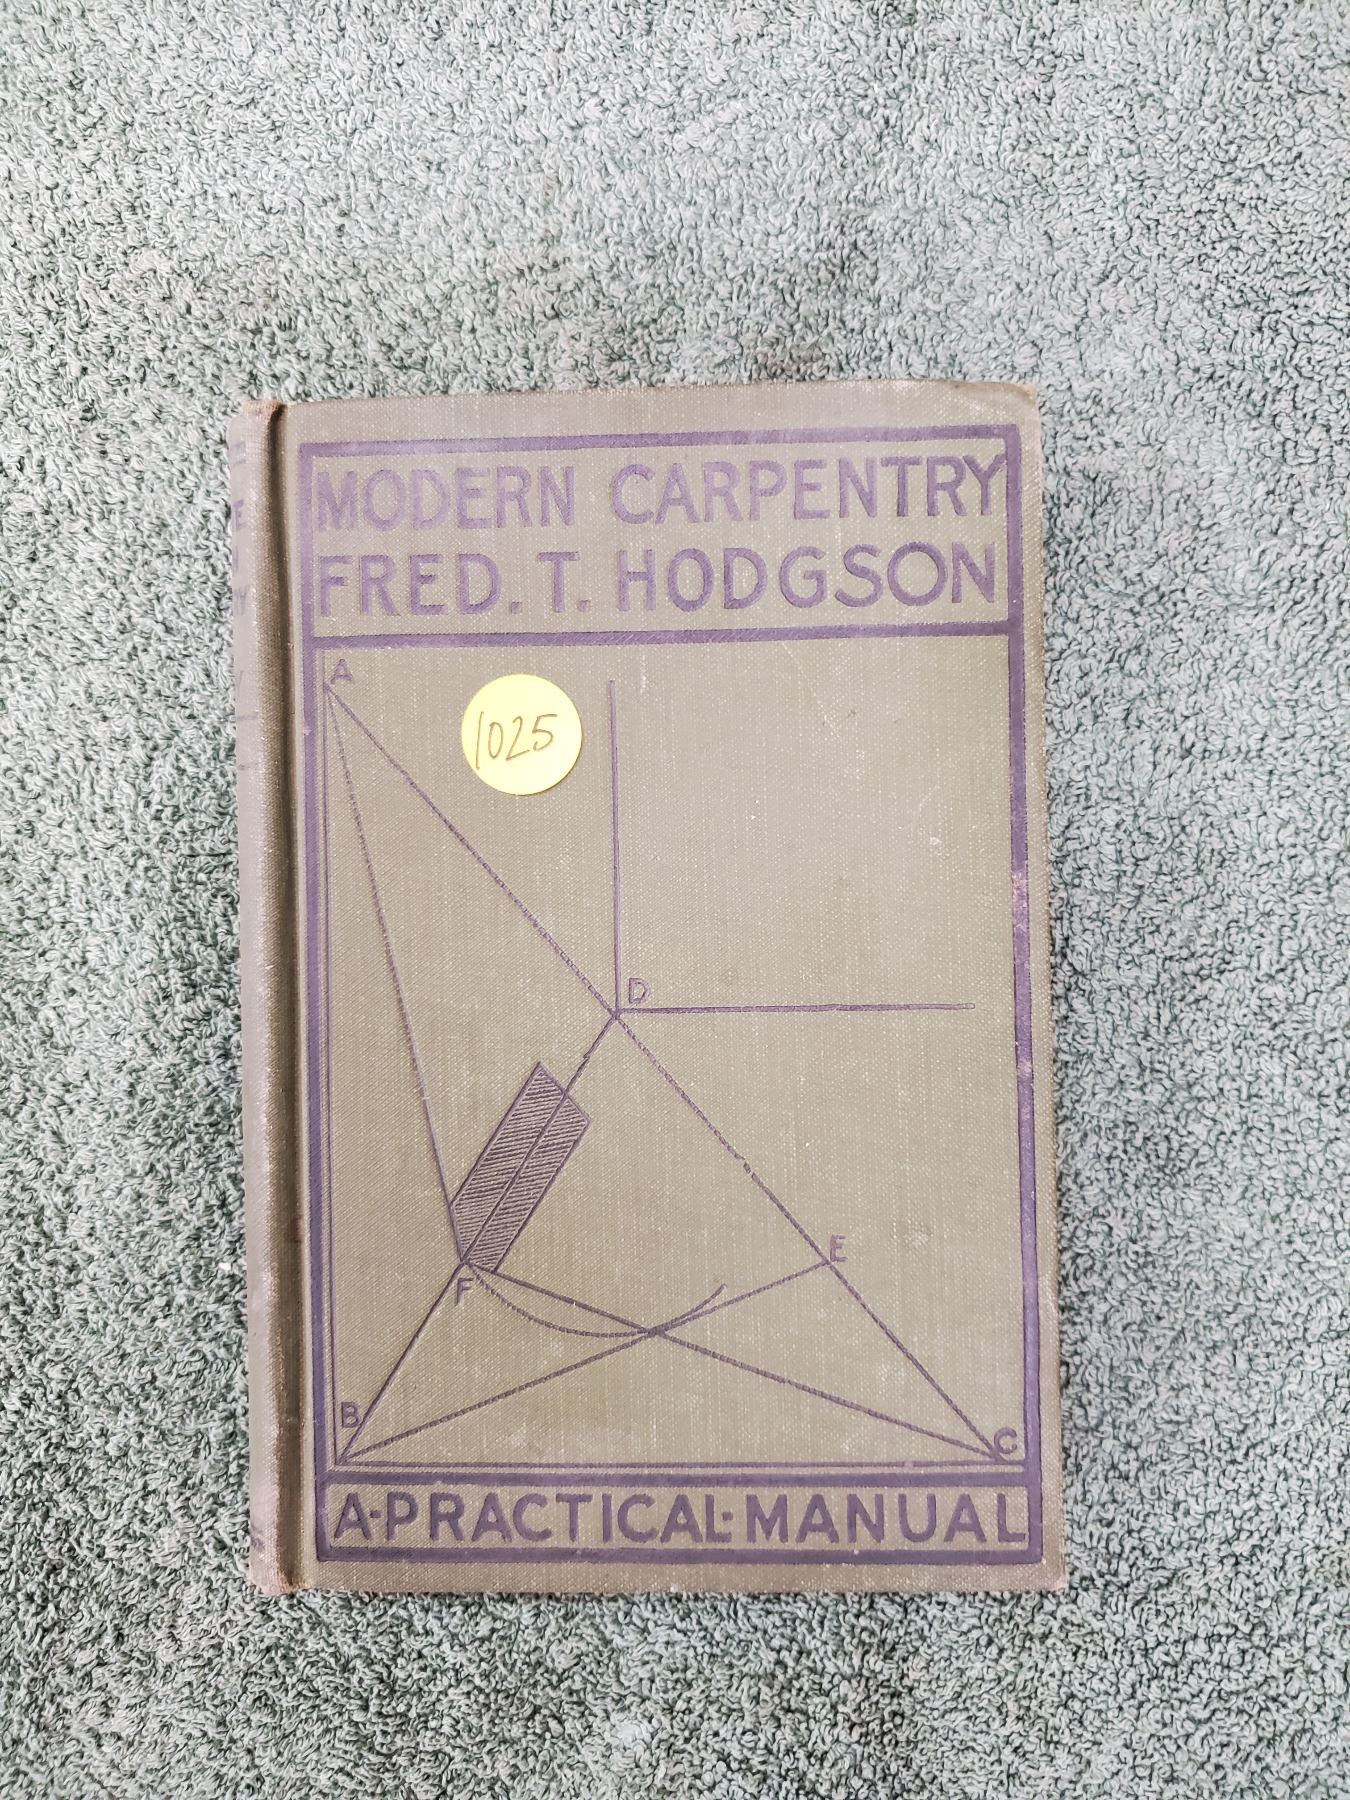 MODERN CARPENTRY
FRED. T. HODGSON
A
1025
D
E
F
B
C
A·PRACTICAL·MANUAL